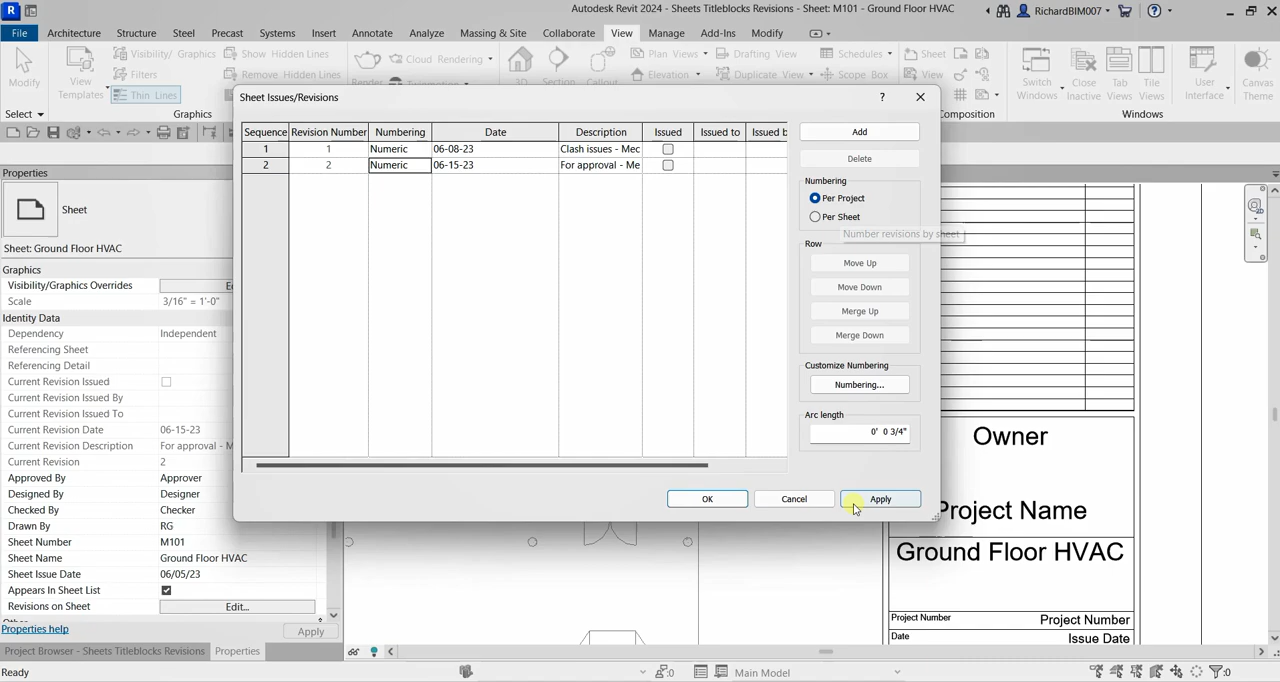 Autodesk Revit 2024 - Sheets Titleblocks Revisions - Sheet: M101 - Ground Floor HVAC
RichardBIM007
File Architecture Structure Steel Precast Systems Insert Annotate Analyze Massing & Site Collaborate View Manage Add-Ins Modify
Modify
View Templates
Visibility/ Graphics
Filters
Thin Lines
Show Hidden Lines
Remove Hidden Lines
Render
Cloud Rendering
3D
Section
Callout
Plan Views
Elevation
Drafting View
Duplicate View
Schedules
Scope Box
Sheet
View
Switch Windows
Close Inactive
Tab Views
Tile Views
User Interface
Canvas Theme
Select
Graphics
Windows
Sheet Issues/Revisions
?
Sequence Revision Number Numbering Date Description Issued Issued to Issued b
1 1 Numeric 06-08-23 Clash issues - Mec
2 2 Numeric 06-15-23 For approval - Me
Add
Delete
Numbering
Per Project
Per Sheet
Number revisions by sheet
Row
Move Up
Move Down
Merge Up
Merge Down
Customize Numbering
Numbering...
Arc length
0' 0 3/4"
OK Cancel Apply
Properties
Sheet
Sheet: Ground Floor HVAC
Graphics
Visibility/Graphics Overrides
Scale 3/16" = 1'-0"
Identity Data
Dependency Independent
Referencing Sheet
Referencing Detail
Current Revision Issued
Current Revision Issued By
Current Revision Issued To
Current Revision Date 06-15-23
Current Revision Description For approval - M
Current Revision 2
Approved By Approver
Designed By Designer
Checked By Checker
Drawn By RG
Sheet Number M101
Sheet Name Ground Floor HVAC
Sheet Issue Date 06/05/23
Appears In Sheet List
Revisions on Sheet Edit...
Properties help Apply
Project Browser - Sheets Titleblocks Revisions Properties
Owner
Project Name
Ground Floor HVAC
Project Number Project Number
Date Issue Date
Ready
:0
Main Model
:0